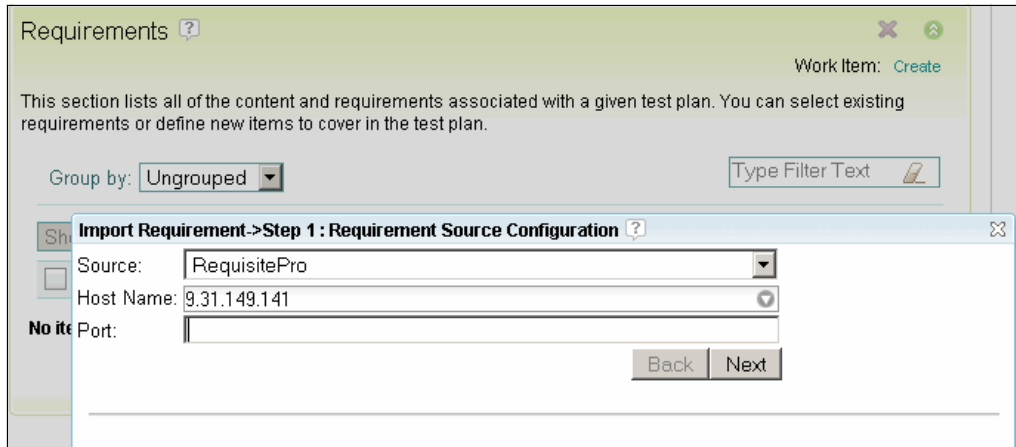 Requirements ?
Work Item: Create
This section lists all of the content and requirements associated with a given test plan. You can select existing
requirements or define new items to cover in the test plan.
Group by: Ungrouped
Type Filter Text
Import Requirement->Step 1 : Requirement Source Configuration ?
Source: RequisitePro
Host Name: 9.31.149.141
No Port:
Back Next